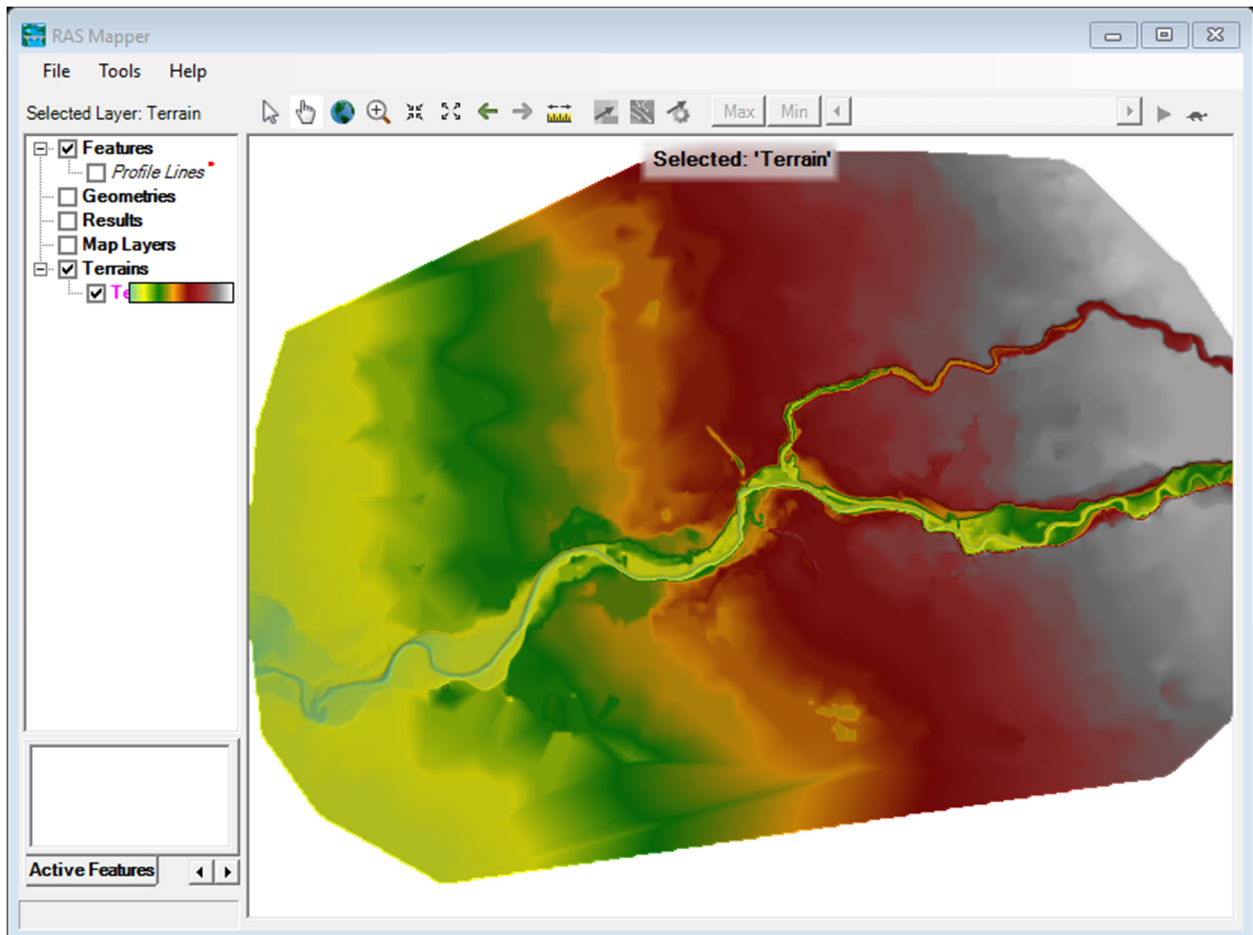 RAS Mapper
File Tools Help
Selected Layer: Terrain
Max Min
Features
Profile Lines
Geometries
Results
Map Layers
Terrains
Te
Selected: 'Terrain'
Active Features